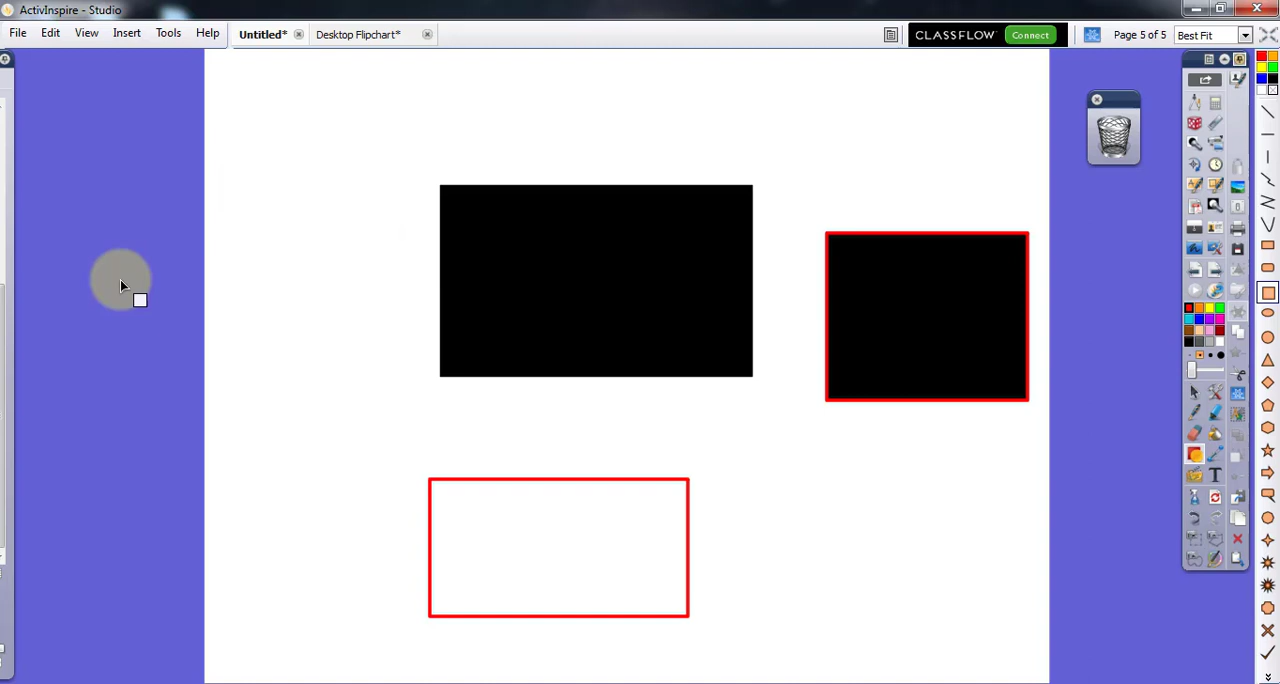 ActivInspire - Studio
File Edit View Insert Tools Help Untitled* Desktop Flipchart* CLASSFLOW Connect Page 5 of 5 Best Fit
T